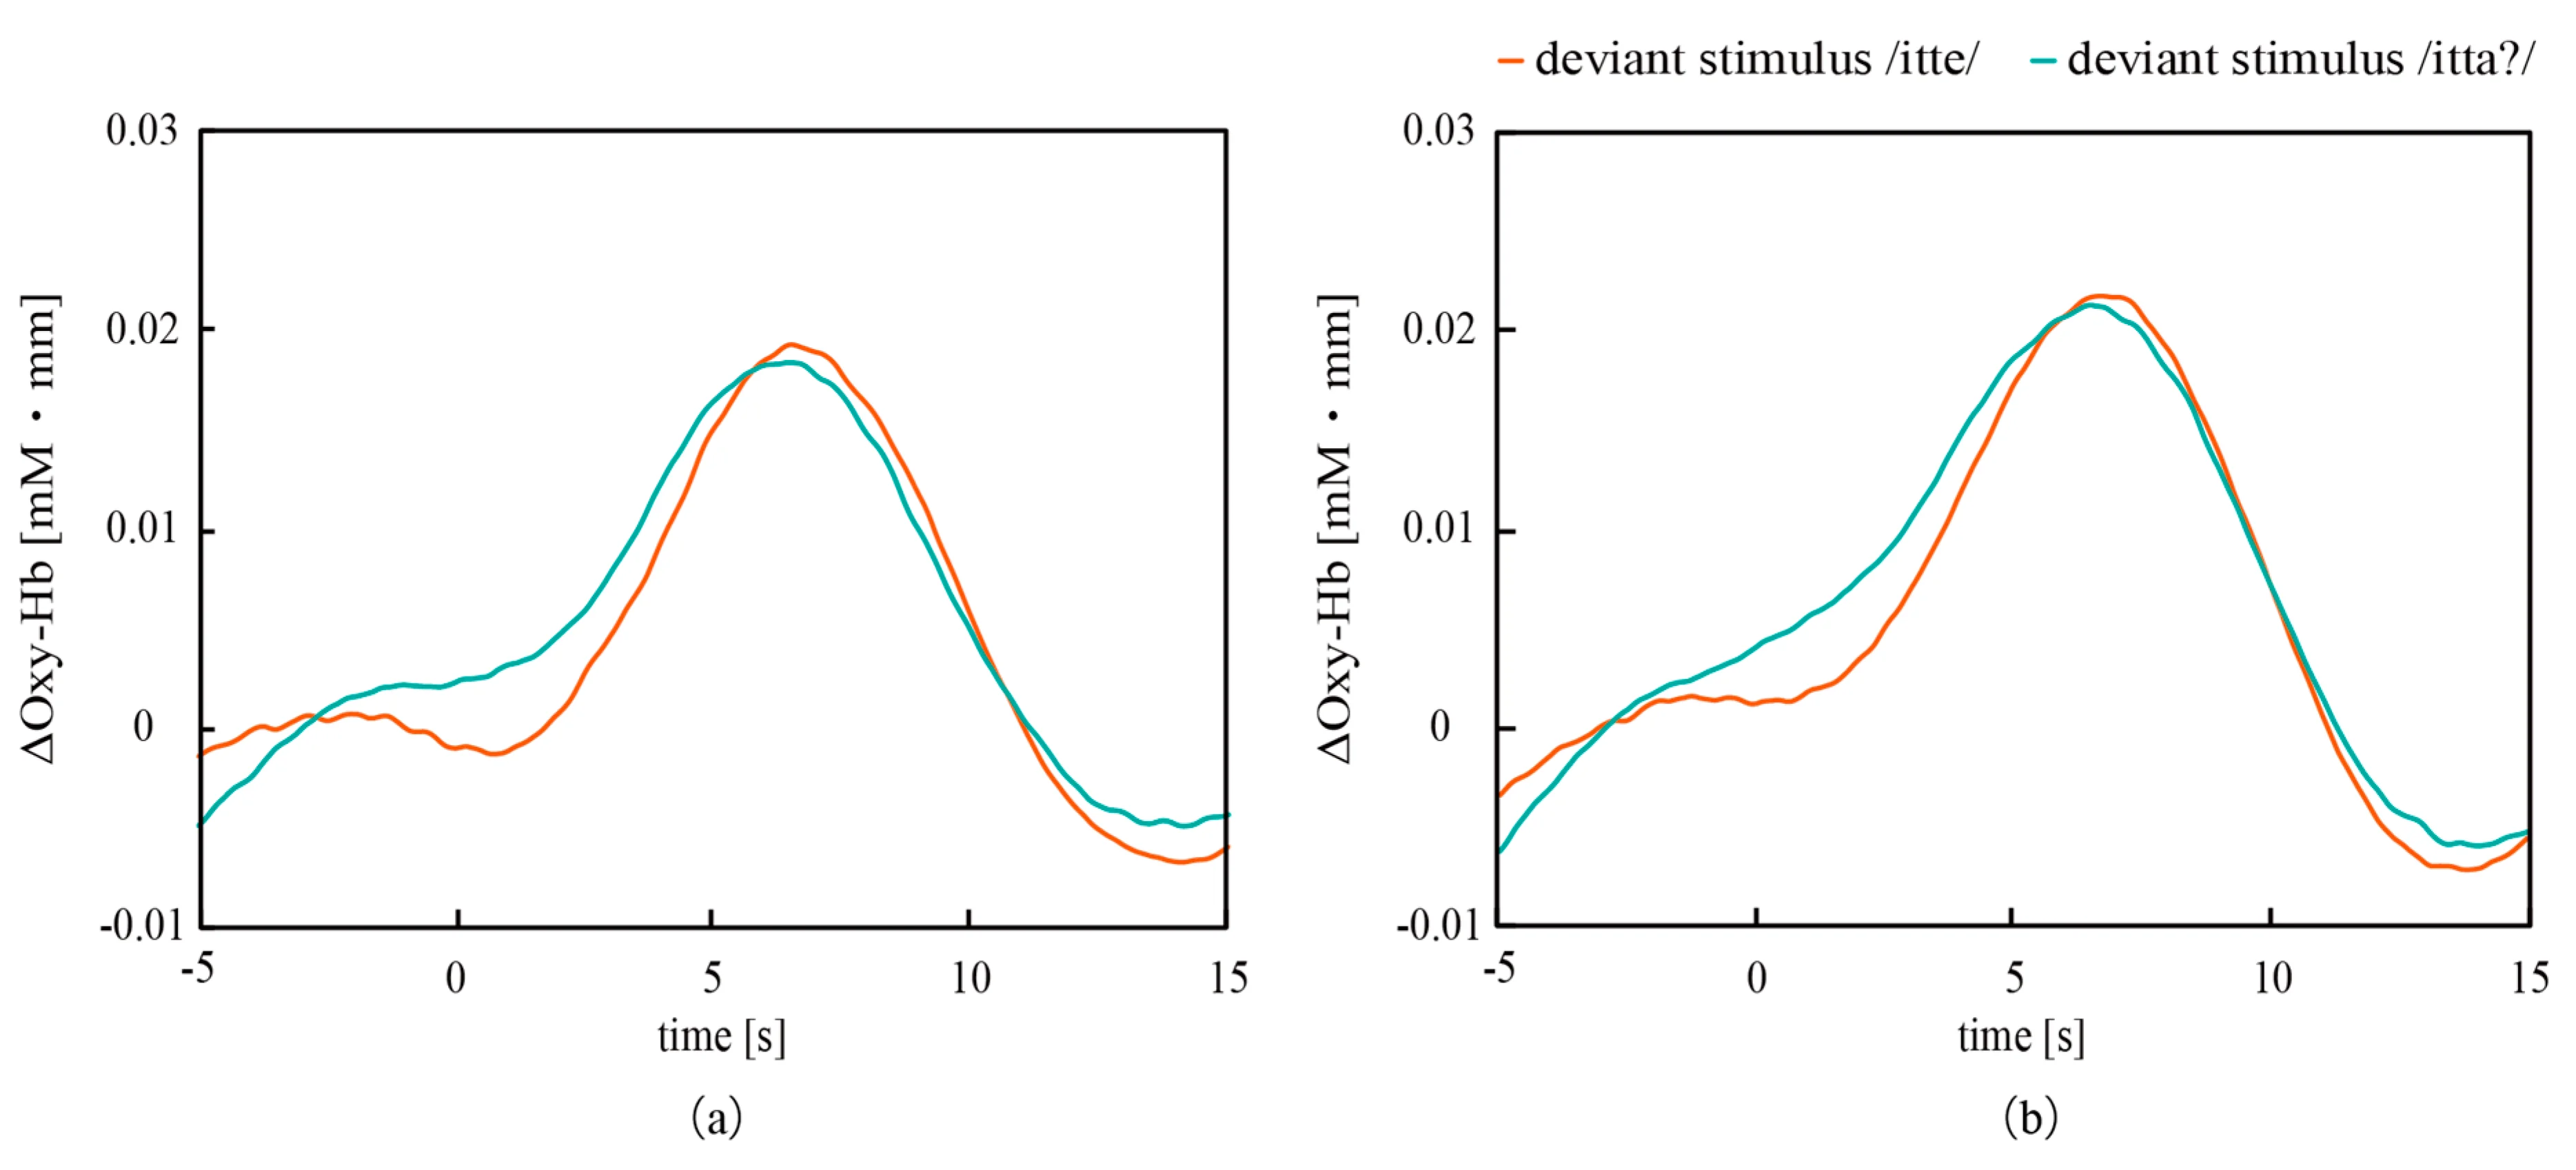 deviant stimulus /itte/ deviant stimulus /itta?/
ΔOxy-Hb [mM・mm]
0.03
0.02
0.01
0
-0.01
-5 0 5 10 15
time [s]
(a)
ΔOxy-Hb [mM・mm]
0.03
0.02
0.01
0
-0.01
-5 0 5 10 15
time [s]
(b)